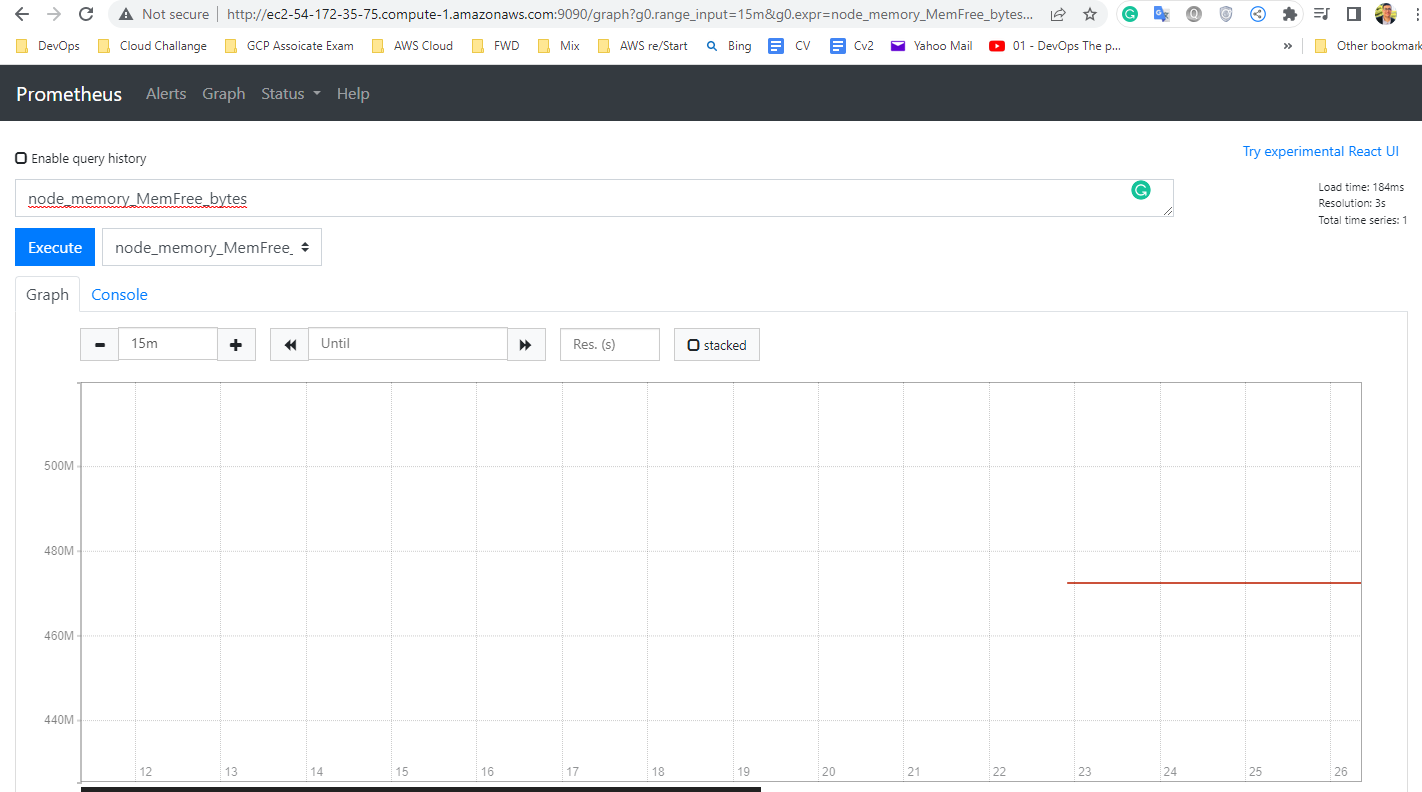 Not secure http://ec2-54-172-35-75.compute-1.amazonaws.com:9090/graph?g0.range_input=15m&g0.expr=node_memory_MemFree_bytes...
DevOps Cloud Challange GCP Assoicate Exam AWS Cloud FWD Mix AWS re/Start Bing CV Cv2 Yahoo Mail 01 - DevOps The p... » Other bookmark
Prometheus Alerts Graph Status Help
Enable query history
Try experimental React UI
node_memory_MemFree_bytes
Load time: 184ms
Resolution: 3s
Total time series: 1
Execute node_memory_MemFree_
Graph Console
15m Until Res. (s) stacked
500M
480M
460M
440M
12 13 14 15 16 17 18 19 20 21 22 23 24 25 26